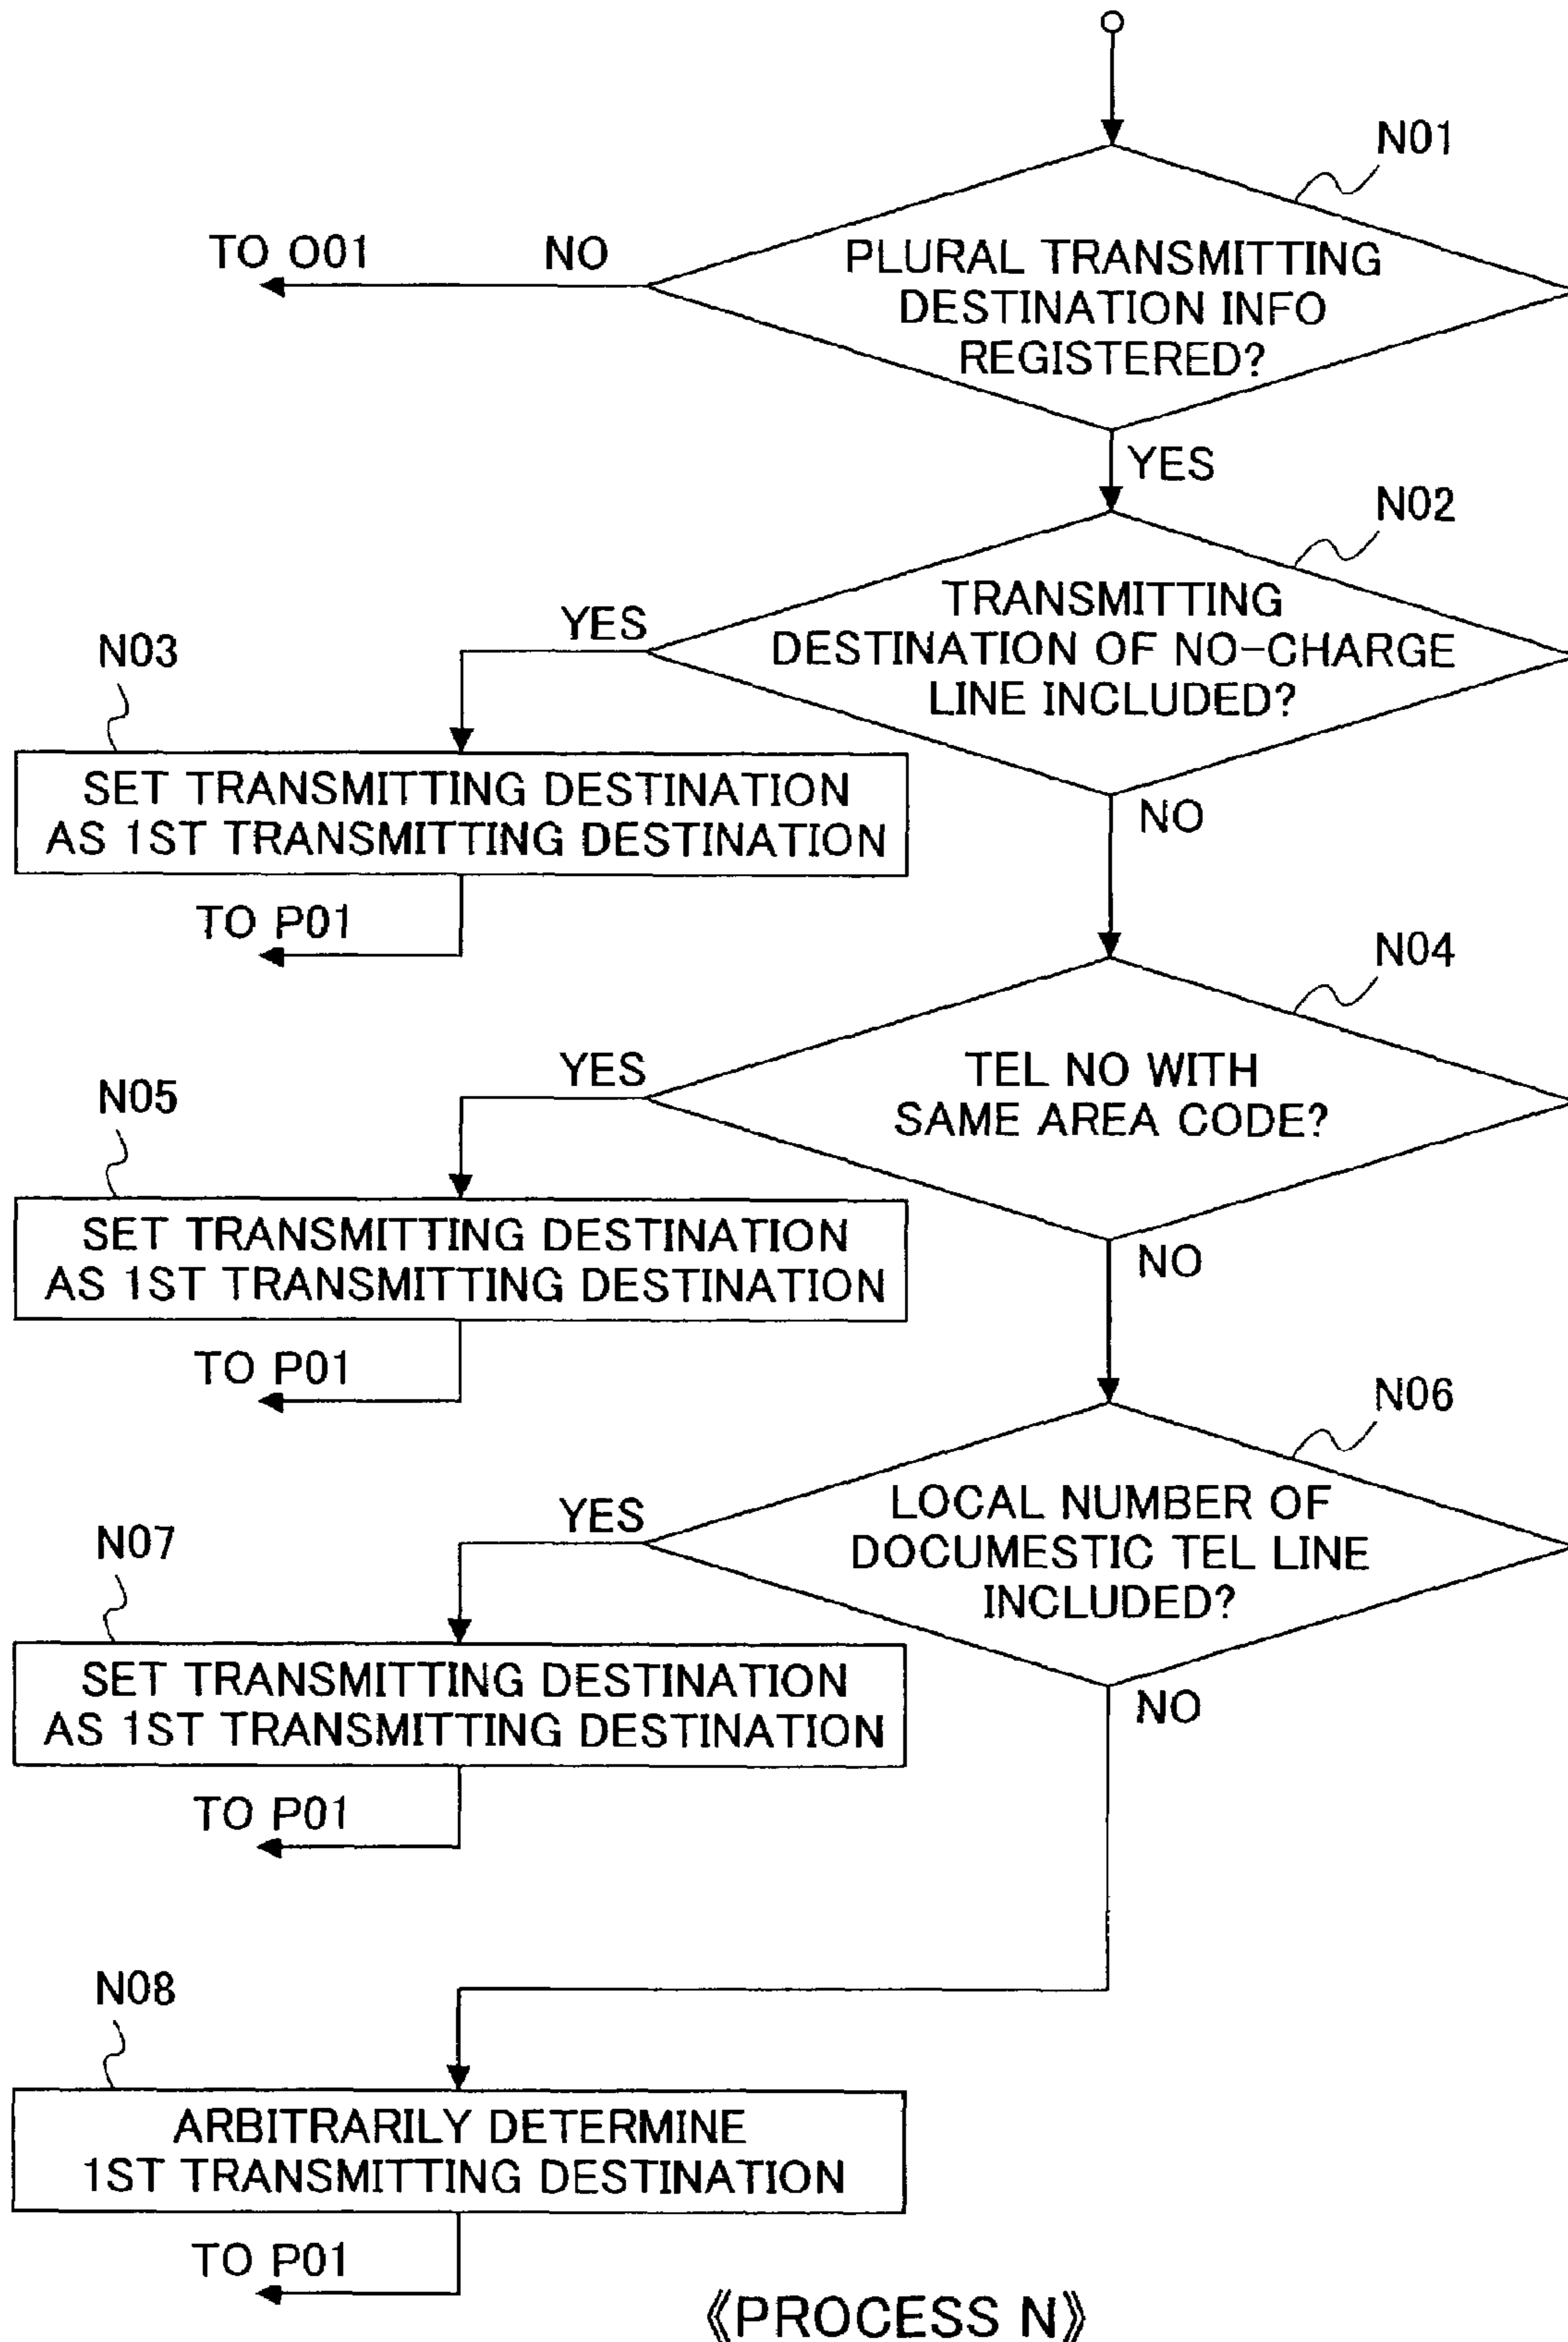 N01
TO O01
NO
PLURAL TRANSMITTING
DESTINATION INFO
REGISTERED?
YES
N02
TRANSMITTING
DESTINATION OF NO-CHARGE
LINE INCLUDED?
YES
N03
SET TRANSMITTING DESTINATION
AS 1ST TRANSMITTING DESTINATION
NO
TO P01
N04
TEL NO WITH
SAME AREA CODE?
YES
N05
SET TRANSMITTING DESTINATION
AS 1ST TRANSMITTING DESTINATION
NO
TO P01
N06
LOCAL NUMBER OF
DOCUMESTIC TEL LINE
INCLUDED?
YES
N07
SET TRANSMITTING DESTINATION
AS 1ST TRANSMITTING DESTINATION
NO
TO P01
N08
ARBITRARILY DETERMINE
1ST TRANSMITTING DESTINATION
TO P01
《PROCESS N》